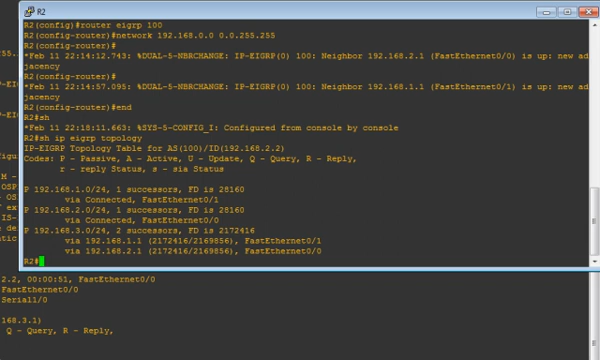 R2
R2(config)#router eigrp 100
R2(config-router)#network 192.168.0.0 0.0.255.255
R2(config-router)#
*Feb 11 22:14:12.743: %DUAL-5-NBRCHANGE: IP-EIGRP(0) 100: Neighbor 192.168.2.1 (FastEthernet0/0) is up: new ad
jacency
R2(config-router)#
*Feb 11 22:14:57.095: %DUAL-5-NBRCHANGE: IP-EIGRP(0) 100: Neighbor 192.168.1.1 (FastEthernet0/1) is up: new ad
jacency
R2(config-router)#end
R2#sh
*Feb 11 22:18:11.663: %SYS-5-CONFIG_I: Configured from console by console
R2#sh ip eigrp topology
IP-EIGRP Topology Table for AS(100)/ID(192.168.2.2)
Codes: P - Passive, A - Active, U - Update, Q - Query, R - Reply,
r - reply Status, s - sia Status
P 192.168.1.0/24, 1 successors, FD is 28160
via Connected, FastEthernet0/1
P 192.168.2.0/24, 1 successors, FD is 28160
via Connected, FastEthernet0/0
P 192.168.3.0/24, 2 successors, FD is 2172416
via 192.168.1.1 (2172416/2169856), FastEthernet0/1
via 192.168.2.1 (2172416/2169856), FastEthernet0/0
R2#
2.2, 00:00:51, FastEthernet0/0
FastEthernet0/0
Serial1/0
168.3.1)
Q - Query, R - Reply,